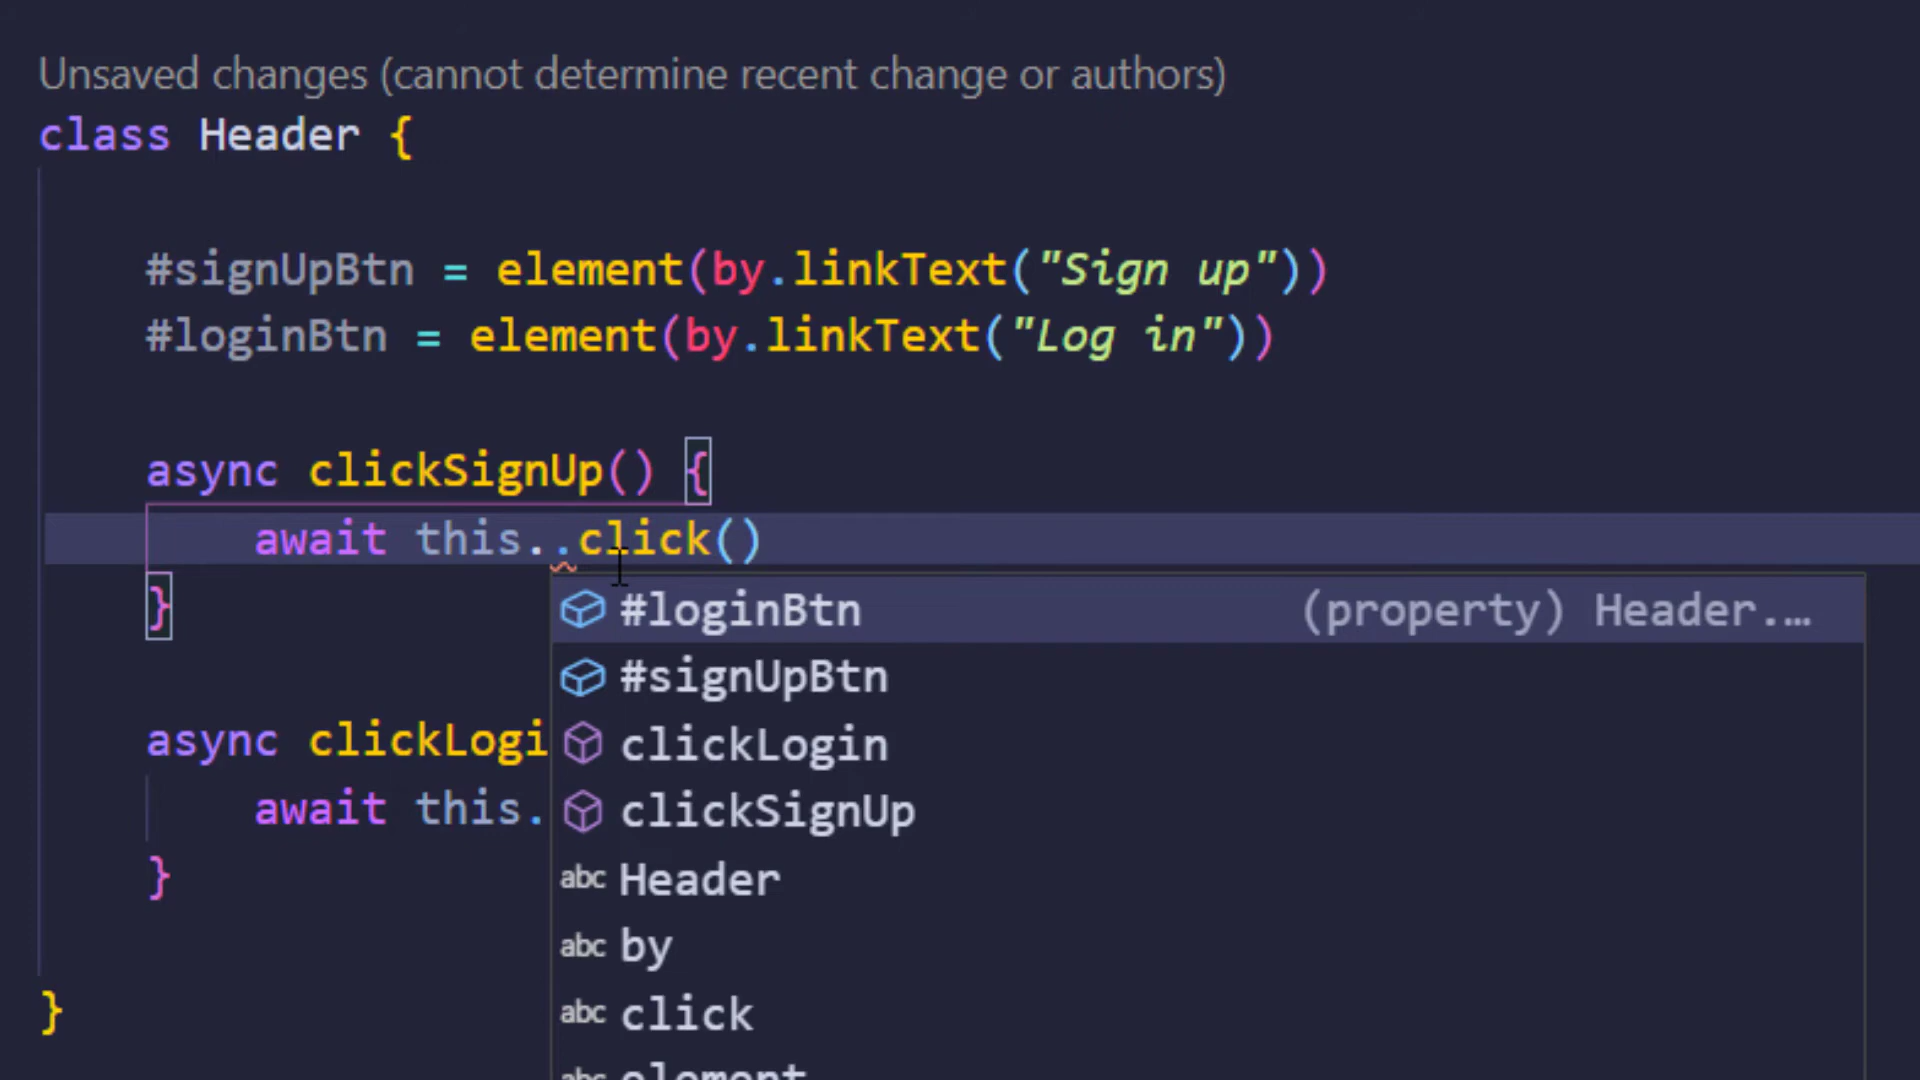 Unsaved changes (cannot determine recent change or authors)
class Header {
#signUpBtn = element(by.linkText("Sign up"))
#loginBtn = element(by.linkText("Log in"))
async clickSignUp() {
await this..click()
}
#loginBtn (property) Header.…
#signUpBtn
async clickLogi
clickLogin
await this.
clickSignUp
}
abc Header
abc by
abc click
abc element
}